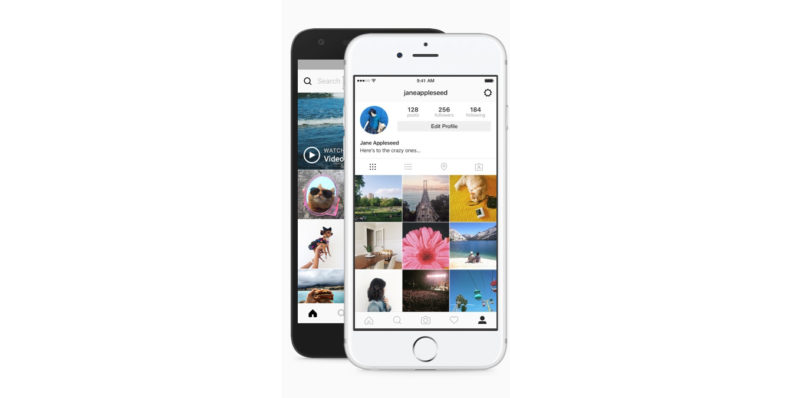 Search
WATCH
Video
9:41 AM
janeappleseed
128
posts
256
followers
184
following
Edit Profile
Jane Appleseed
Here's to the crazy ones...